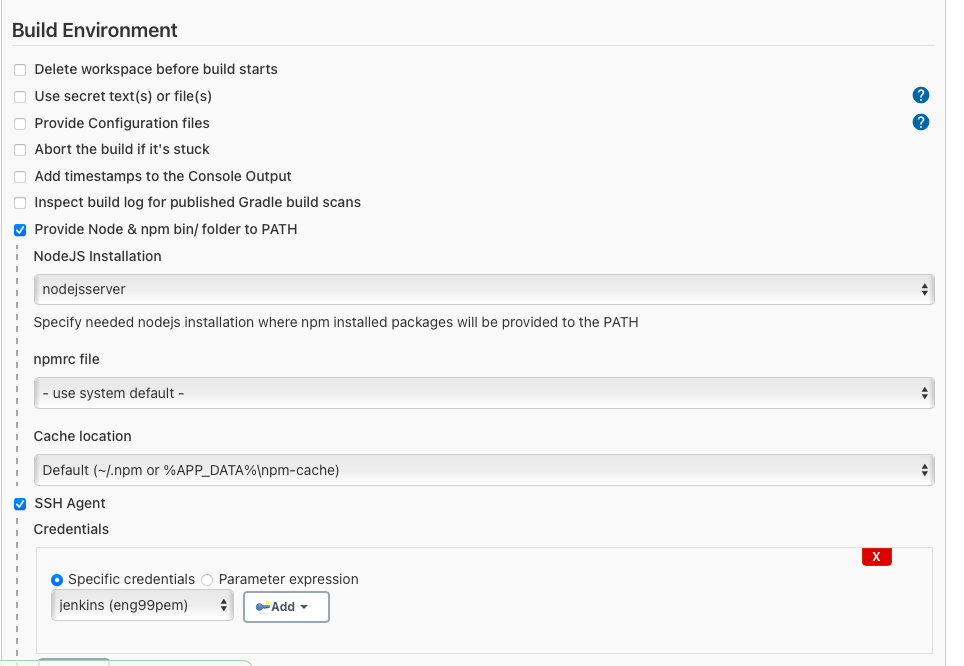 Build Environment
Delete workspace before build starts
Use secret text(s) or file(s)
?
Provide Configuration files
?
Abort the build if it's stuck
Add timestamps to the Console Output
Inspect build log for published Gradle build scans
Provide Node & npm bin/ folder to PATH
NodeJS Installation
nodejsserver
Specify needed nodejs installation where npm installed packages will be provided to the PATH
npmrc file
- use system default -
Cache location
Default (~/.npm or %APP_DATA%\npm-cache)
SSH Agent
Credentials
X
Specific credentials Parameter expression
jenkins (eng99pem)
Add